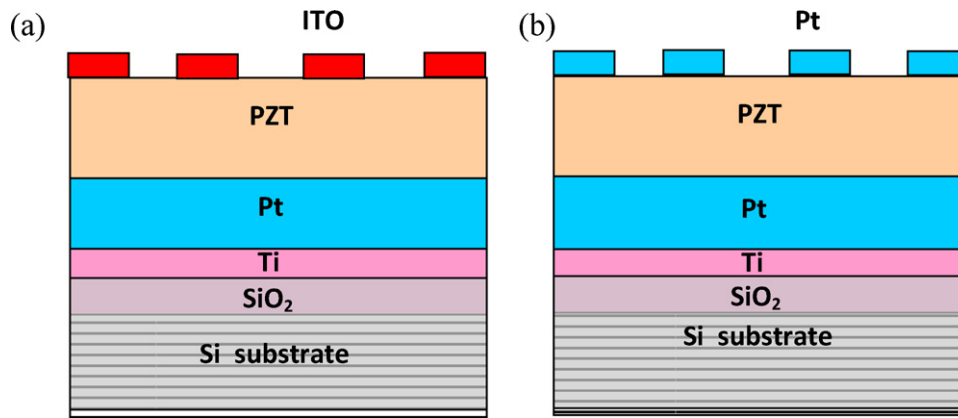 (a)
ITO
PZT
Pt
Ti
SiO₂
Si substrate
(b)
Pt
PZT
Pt
Ti
SiO₂
Si substrate